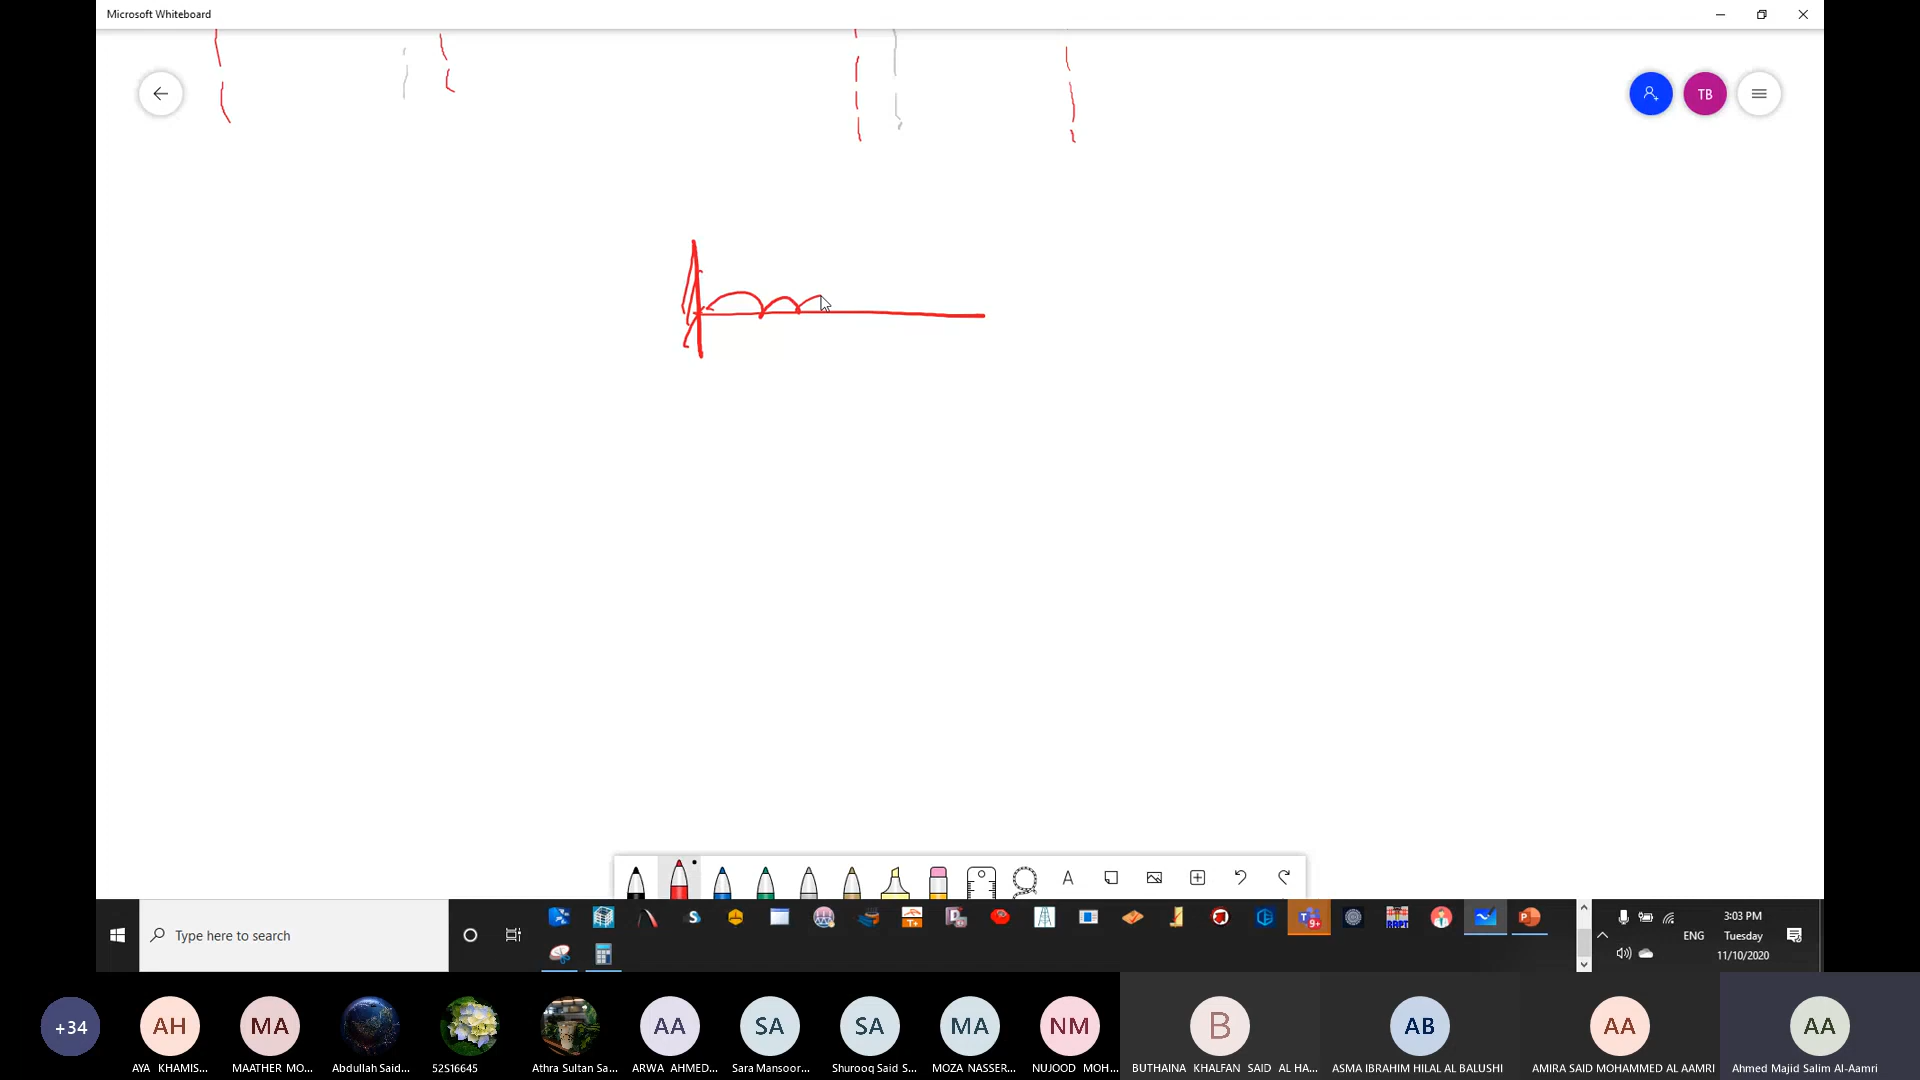 Microsoft Whiteboard
TB
A
Type here to search
ENG
3:03 PM
Tuesday
11/10/2020
+34
AH
MA
AA
SA
SA
MA
NM
B
AB
AA
AA
AYA KHAMIS...
MAATHER MO...
Abdullah Said...
52S16645
Athra Sultan Sa...
ARWA AHMED...
Sara Mansoor...
Shurooq Said S...
MOZA NASSER...
NUJOOD MOH...
BUTHAINA KHALFAN SAID AL HA...
ASMA IBRAHIM HILAL AL BALUSHI
AMIRA SAID MOHAMMED AL AAMRI
Ahmed Majid Salim Al-Aamri